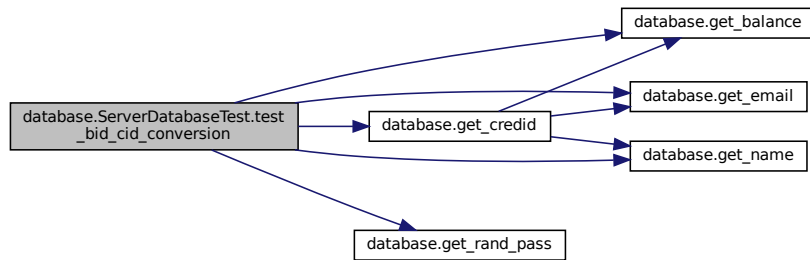 database.get_balance
database.get_email
database.ServerDatabaseTest.test
_bid_cid_conversion
database.get_credid
database.get_name
database.get_rand_pass